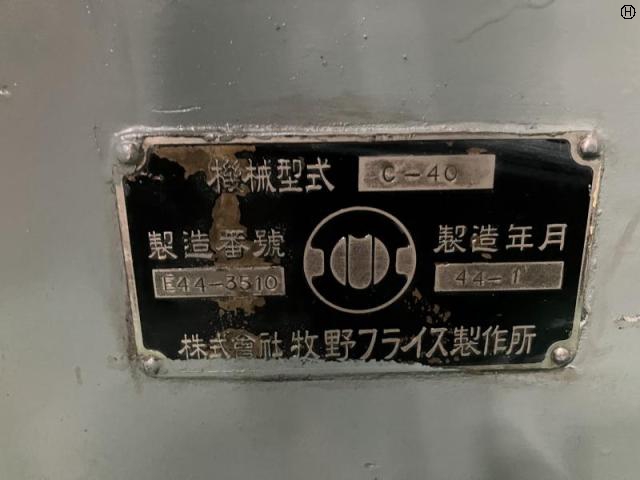 Ⓗ
機械型式 C-40
製造番號 製造年月
E44-3510 44-1
株式會社牧野フライス製作所